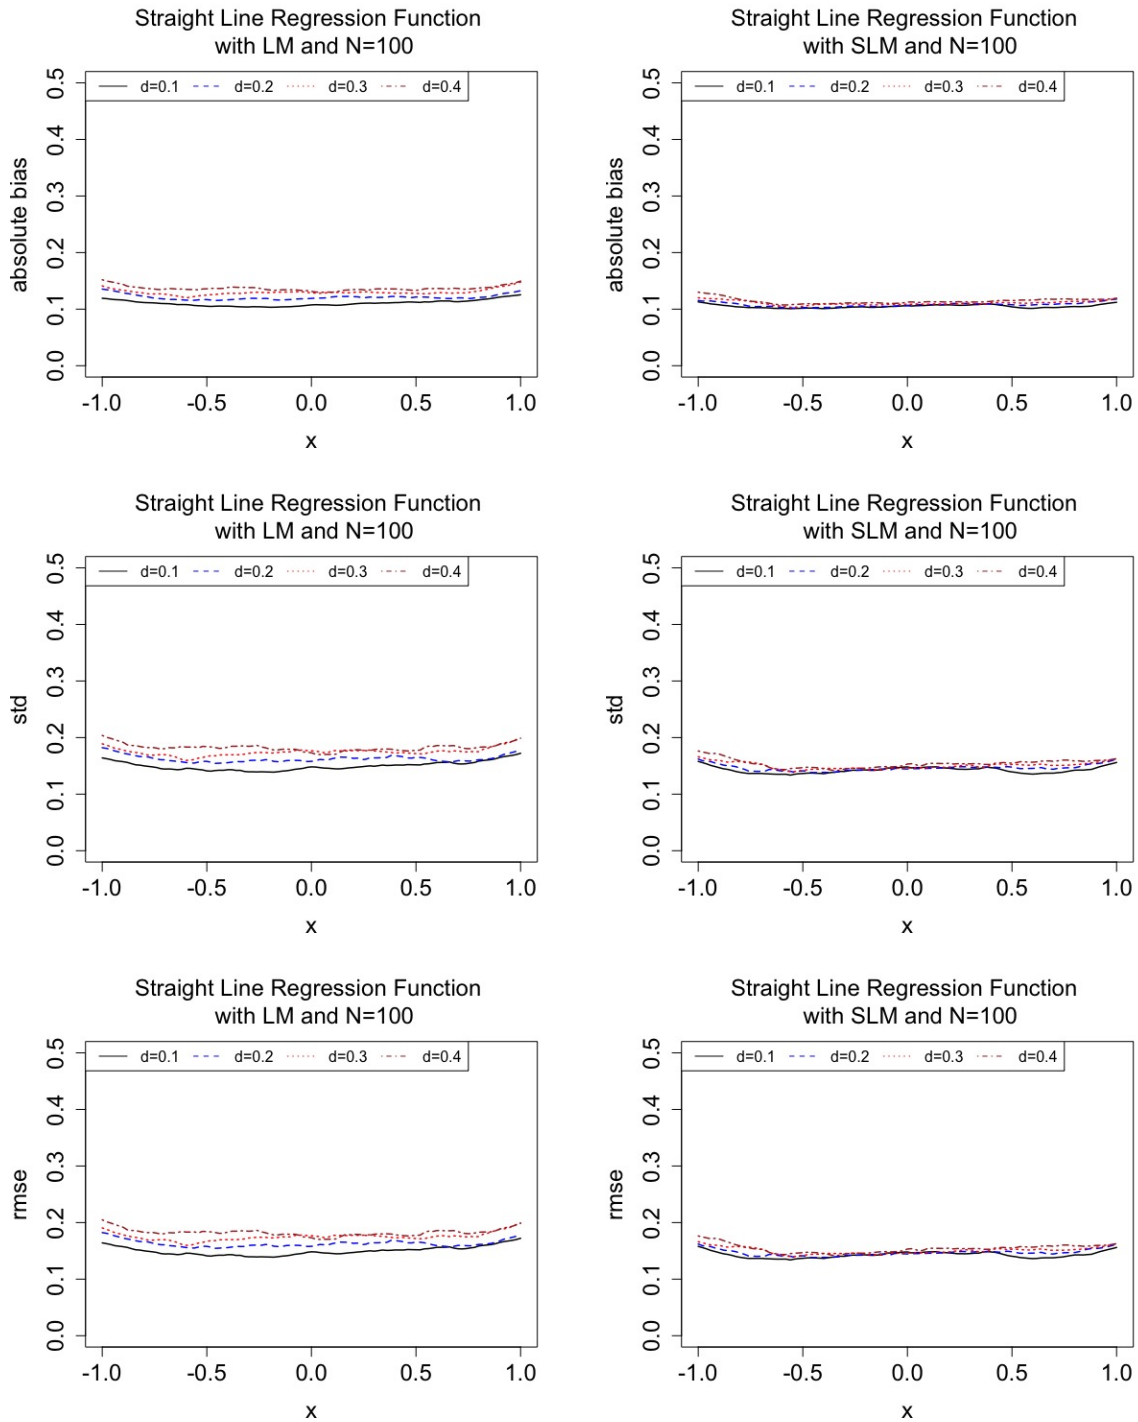 Straight Line Regression Function
with LM and N=100
d=0.1 d=0.2 d=0.3 d=0.4
absolute bias
0.5
0.4
0.3
0.2
0.1
0.0
-1.0 -0.5 0.0 0.5 1.0
x
Straight Line Regression Function
with SLM and N=100
d=0.1 d=0.2 d=0.3 d=0.4
absolute bias
0.5
0.4
0.3
0.2
0.1
0.0
-1.0 -0.5 0.0 0.5 1.0
x
Straight Line Regression Function
with LM and N=100
d=0.1 d=0.2 d=0.3 d=0.4
std
0.5
0.4
0.3
0.2
0.1
0.0
-1.0 -0.5 0.0 0.5 1.0
x
Straight Line Regression Function
with SLM and N=100
d=0.1 d=0.2 d=0.3 d=0.4
std
0.5
0.4
0.3
0.2
0.1
0.0
-1.0 -0.5 0.0 0.5 1.0
x
Straight Line Regression Function
with LM and N=100
d=0.1 d=0.2 d=0.3 d=0.4
rmse
0.5
0.4
0.3
0.2
0.1
0.0
-1.0 -0.5 0.0 0.5 1.0
x
Straight Line Regression Function
with SLM and N=100
d=0.1 d=0.2 d=0.3 d=0.4
rmse
0.5
0.4
0.3
0.2
0.1
0.0
-1.0 -0.5 0.0 0.5 1.0
x